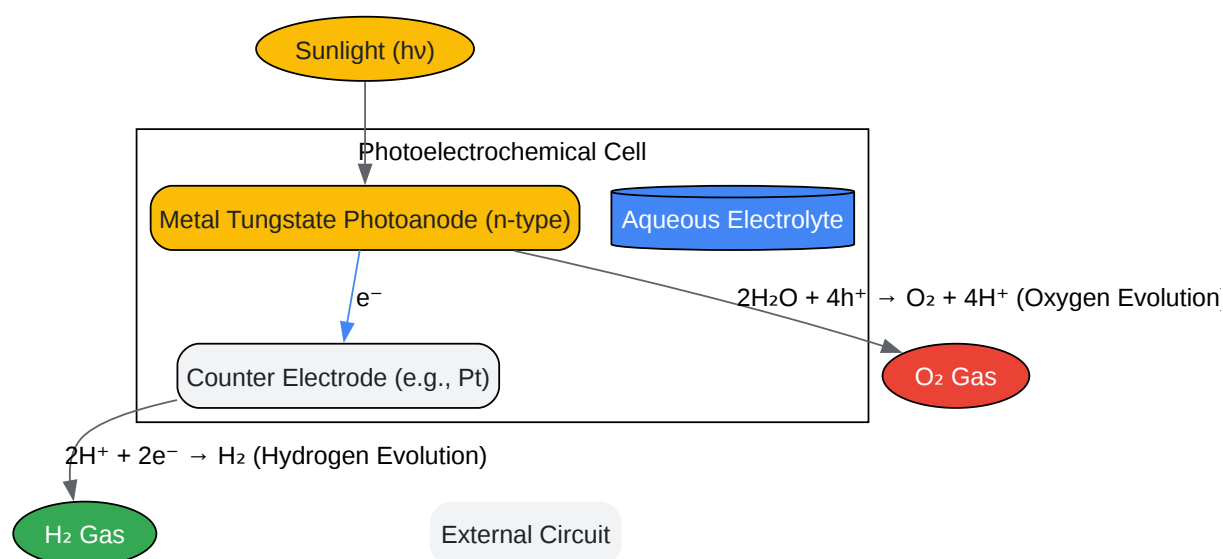 Sunlight (hν)
Photoelectrochemical Cell
Metal Tungstate Photoanode (n-type)
Aqueous Electrolyte
e⁻
2H₂O + 4h⁺ → O₂ + 4H⁺ (Oxygen Evolution)
Counter Electrode (e.g., Pt)
O₂ Gas
2H⁺ + 2e⁻ → H₂ (Hydrogen Evolution)
H₂ Gas
External Circuit